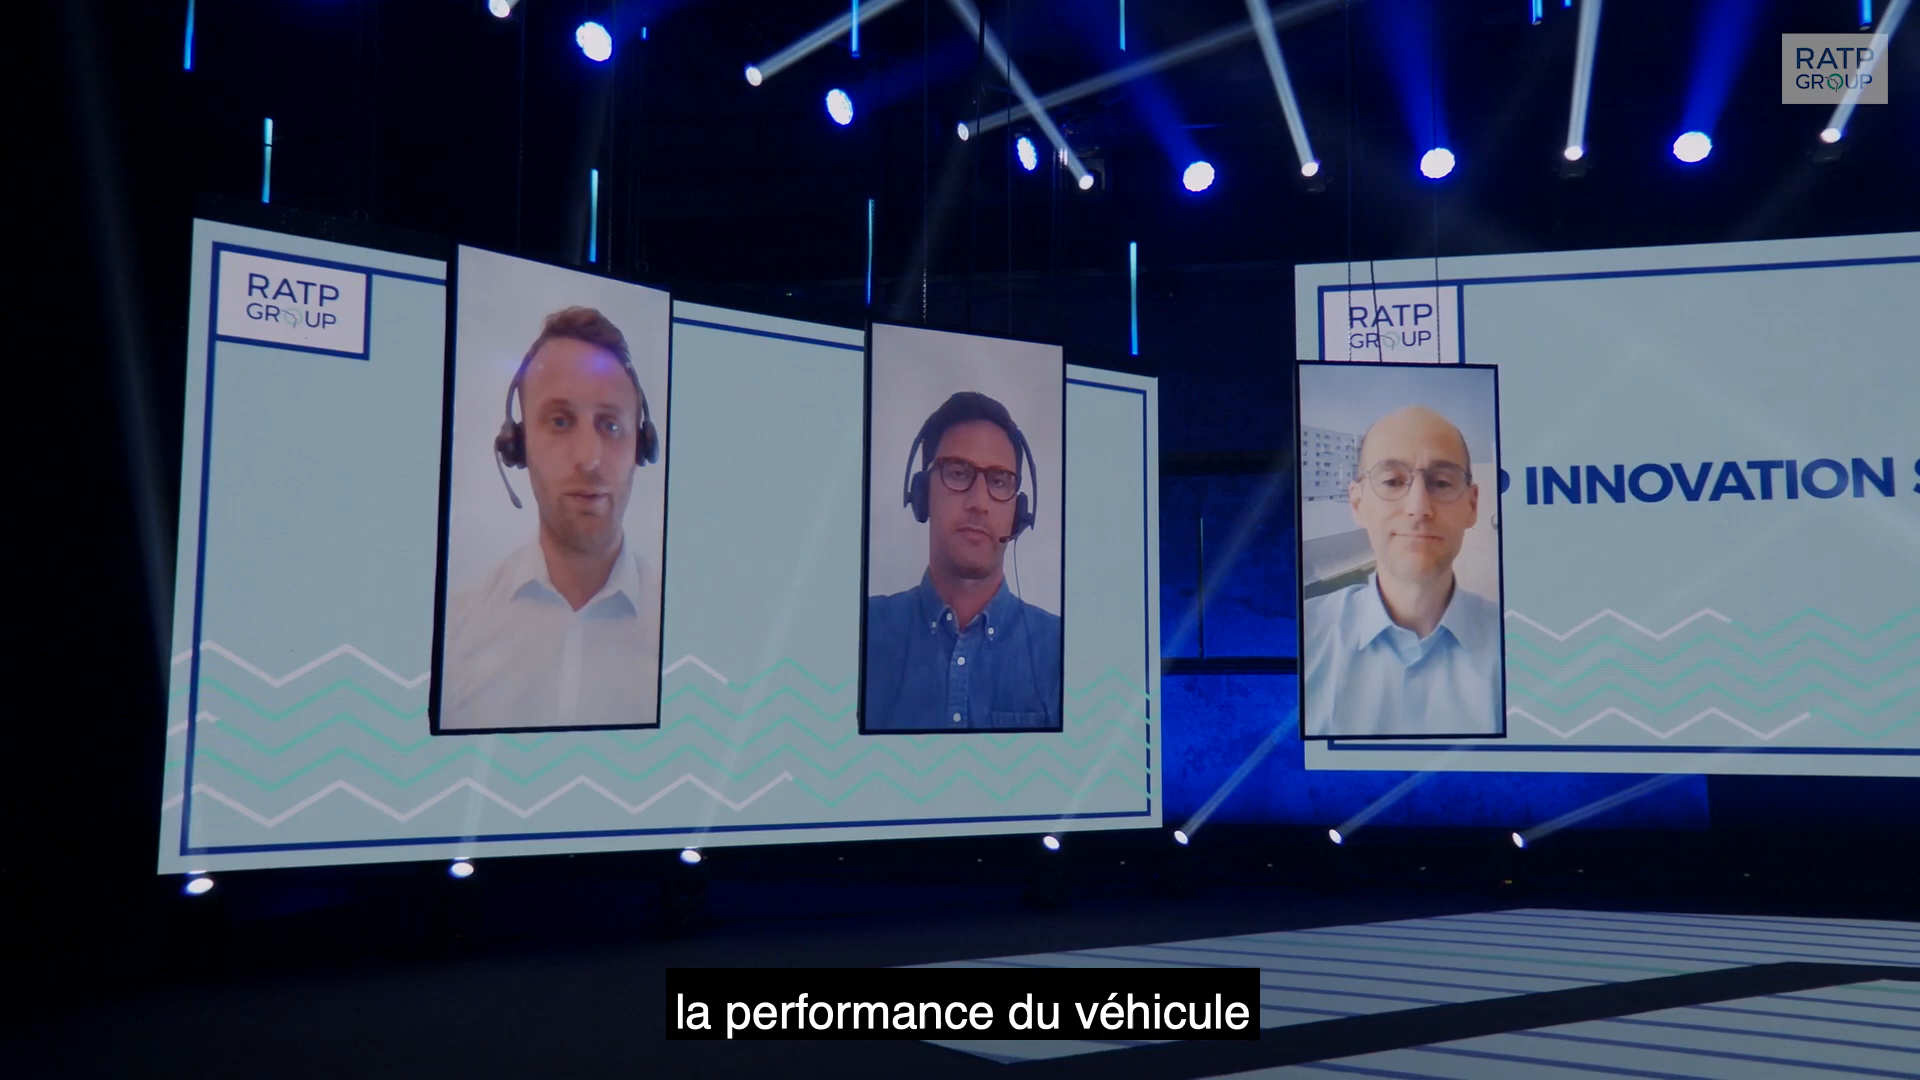 RATP
GROUP
RATP
GROUP
RATP
GROUP
INNOVATION
la performance du véhicule